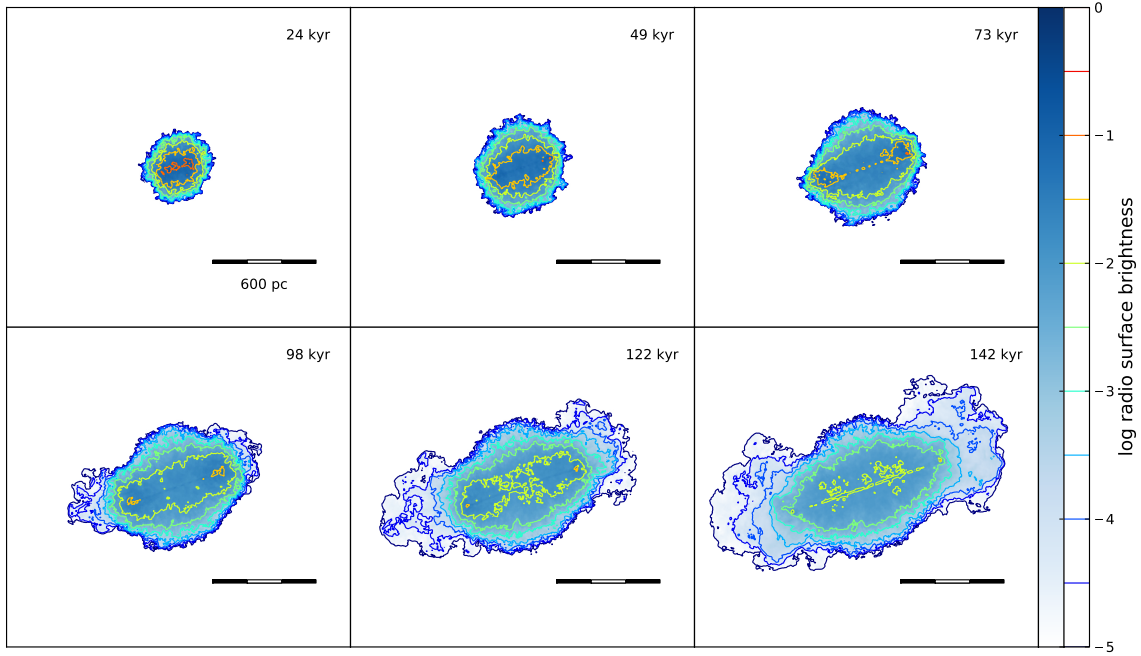 24 kyr
49 kyr
73 kyr
600 pc
98 kyr
122 kyr
142 kyr
0
−1
−2
−3
−4
−5
log radio surface brightness